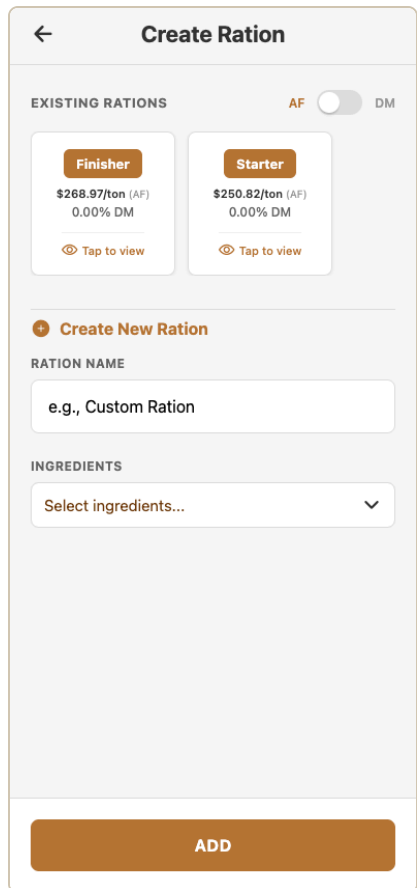 Create Ration
EXISTING RATIONS
AF
DM
Finisher
$268.97/ton (AF)
0.00% DM
Tap to view
Starter
$250.82/ton (AF)
0.00% DM
Tap to view
Create New Ration
RATION NAME
e.g., Custom Ration
INGREDIENTS
Select ingredients...
ADD